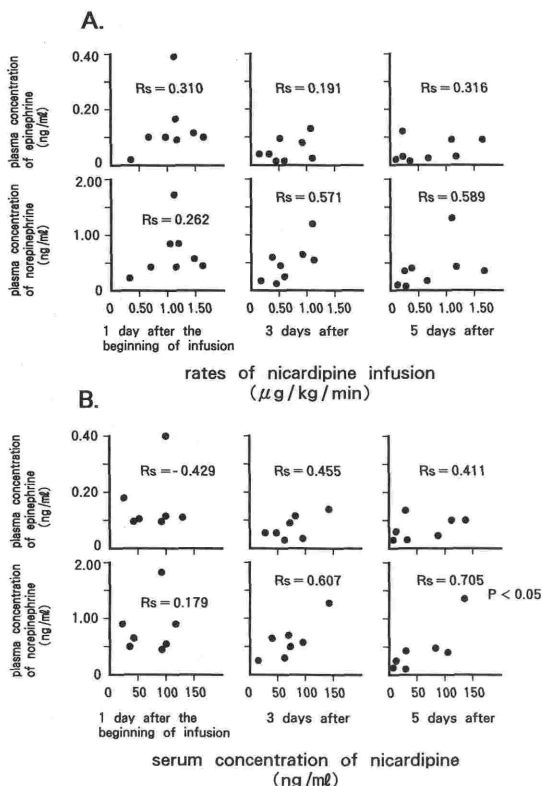 A.
plasma concentration
of epinephrine
(ng/mℓ)
0.40
0.20
0
Rs = 0.310
Rs = 0.191
Rs = 0.316
plasma concentration
of norepinephrine
(ng/mℓ)
2.00
1.00
0
Rs = 0.262
Rs = 0.571
Rs = 0.589
0 0.50 1.00 1.50
0.50 1.00 1.50
0.50 1.00 1.50
1 day after the
beginning of infusion
3 days after
5 days after
rates of nicardipine infusion
(μg/kg/min)
B.
plasma concentration
of epinephrine
(ng/mℓ)
0.40
0.20
0
Rs = - 0.429
Rs = 0.455
Rs = 0.411
plasma concentration
of norepinephrine
(ng/mℓ)
2.00
1.00
0
Rs = 0.179
Rs = 0.607
Rs = 0.705
P < 0.05
0 50 100 150
0 50 100 150
0 50 100 150
1 day after the
beginning of infusion
3 days after
5 days after
serum concentration of nicardipine
(ng/mℓ)